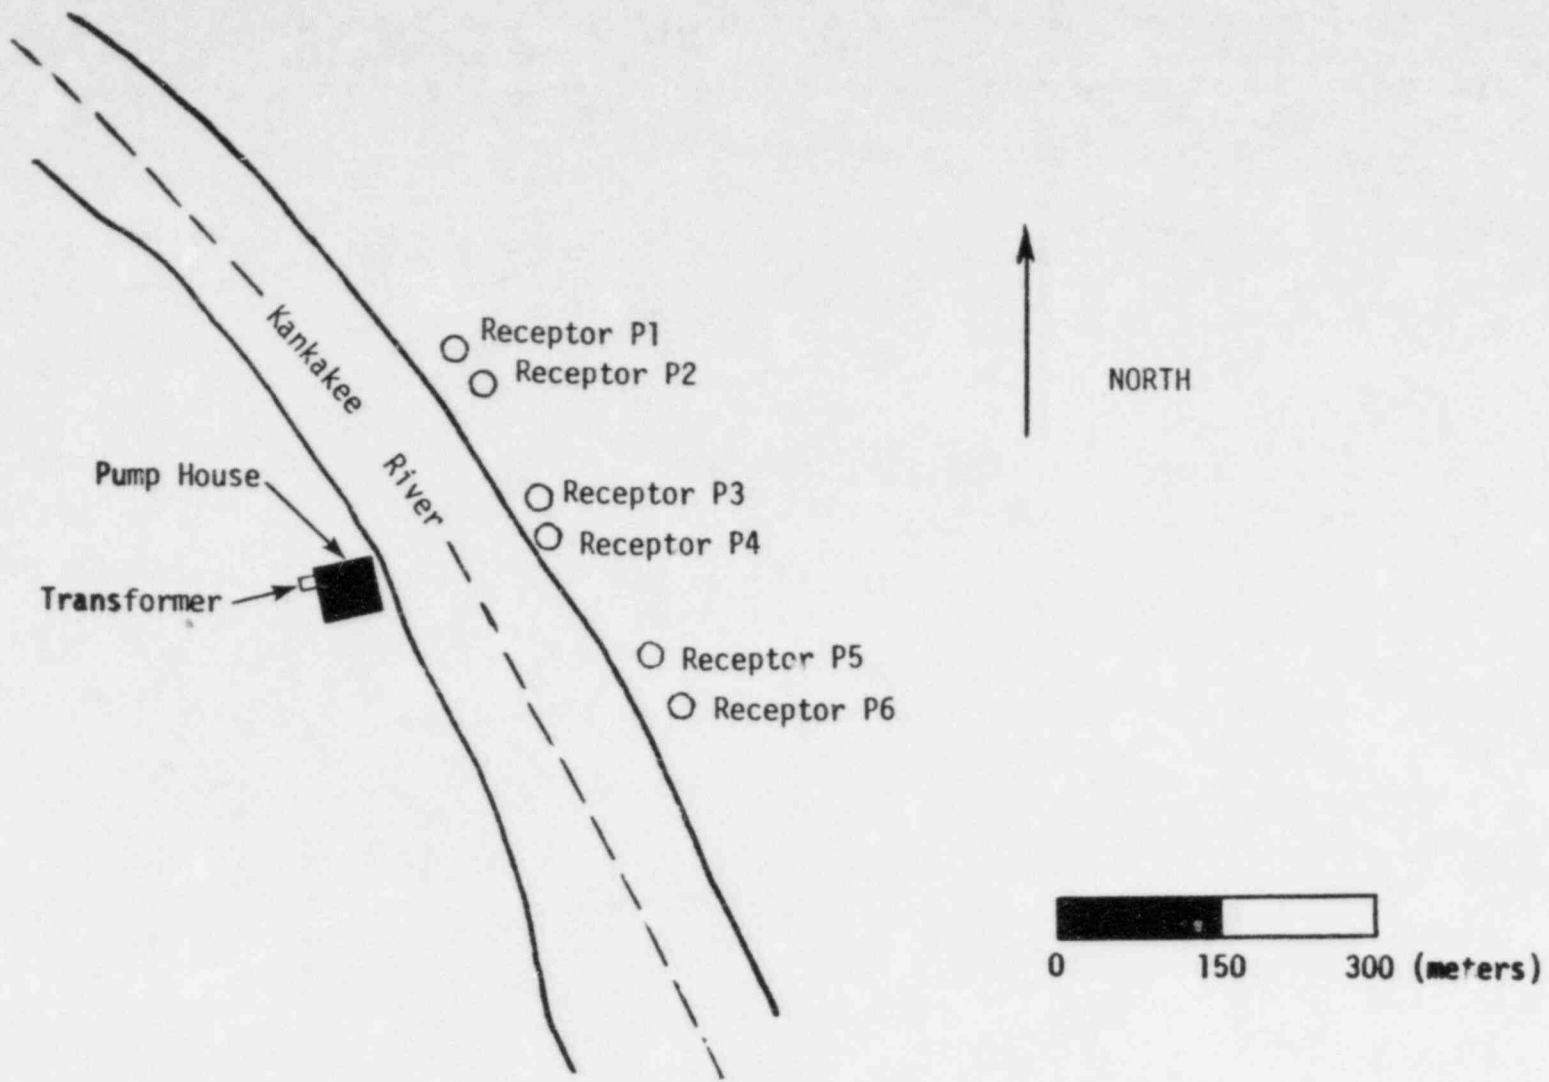 Receptor P1
Receptor P2
NORTH
Kankakee River
Pump House
Receptor P3
Receptor P4
Transformer
Receptor P5
Receptor P6
0 150 300 (meters)